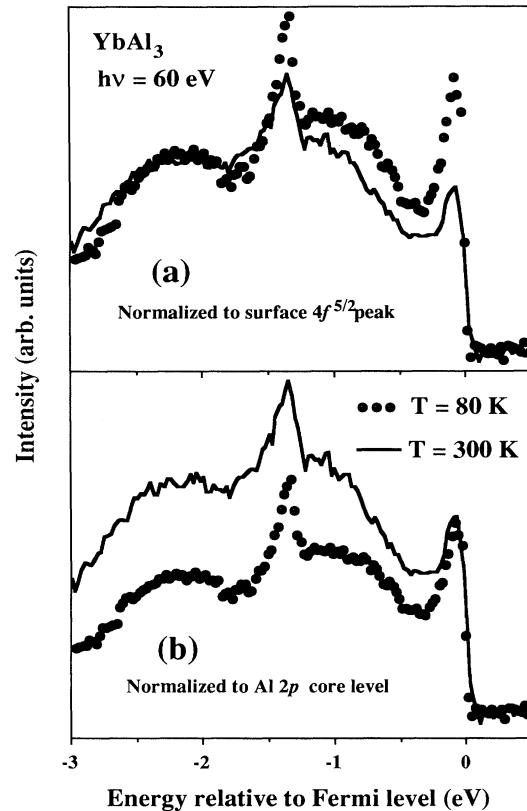 YbAl3
hν = 60 eV
(a)
Normalized to surface 4f 5/2 peak
Intensity (arb. units)
T = 80 K
T = 300 K
(b)
Normalized to Al 2p core level
-3 -2 -1 0
Energy relative to Fermi level (eV)